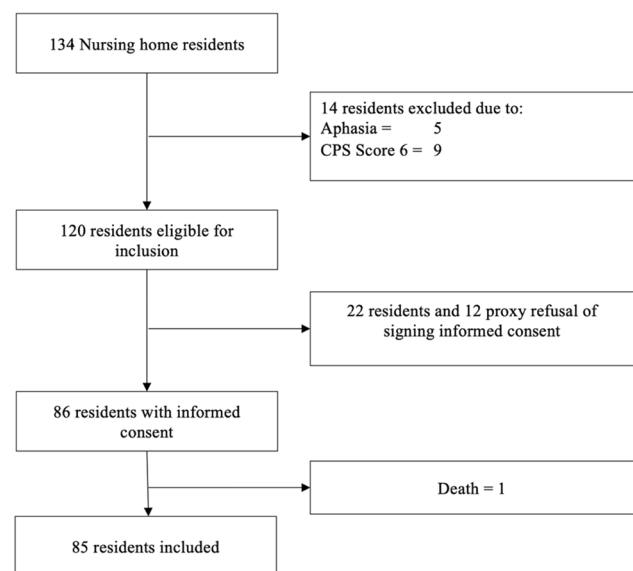 134 Nursing home residents
14 residents excluded due to:
Aphasia = 5
CPS Score 6 = 9
120 residents eligible for
inclusion
22 residents and 12 proxy refusal of
signing informed consent
86 residents with informed
consent
Death = 1
85 residents included